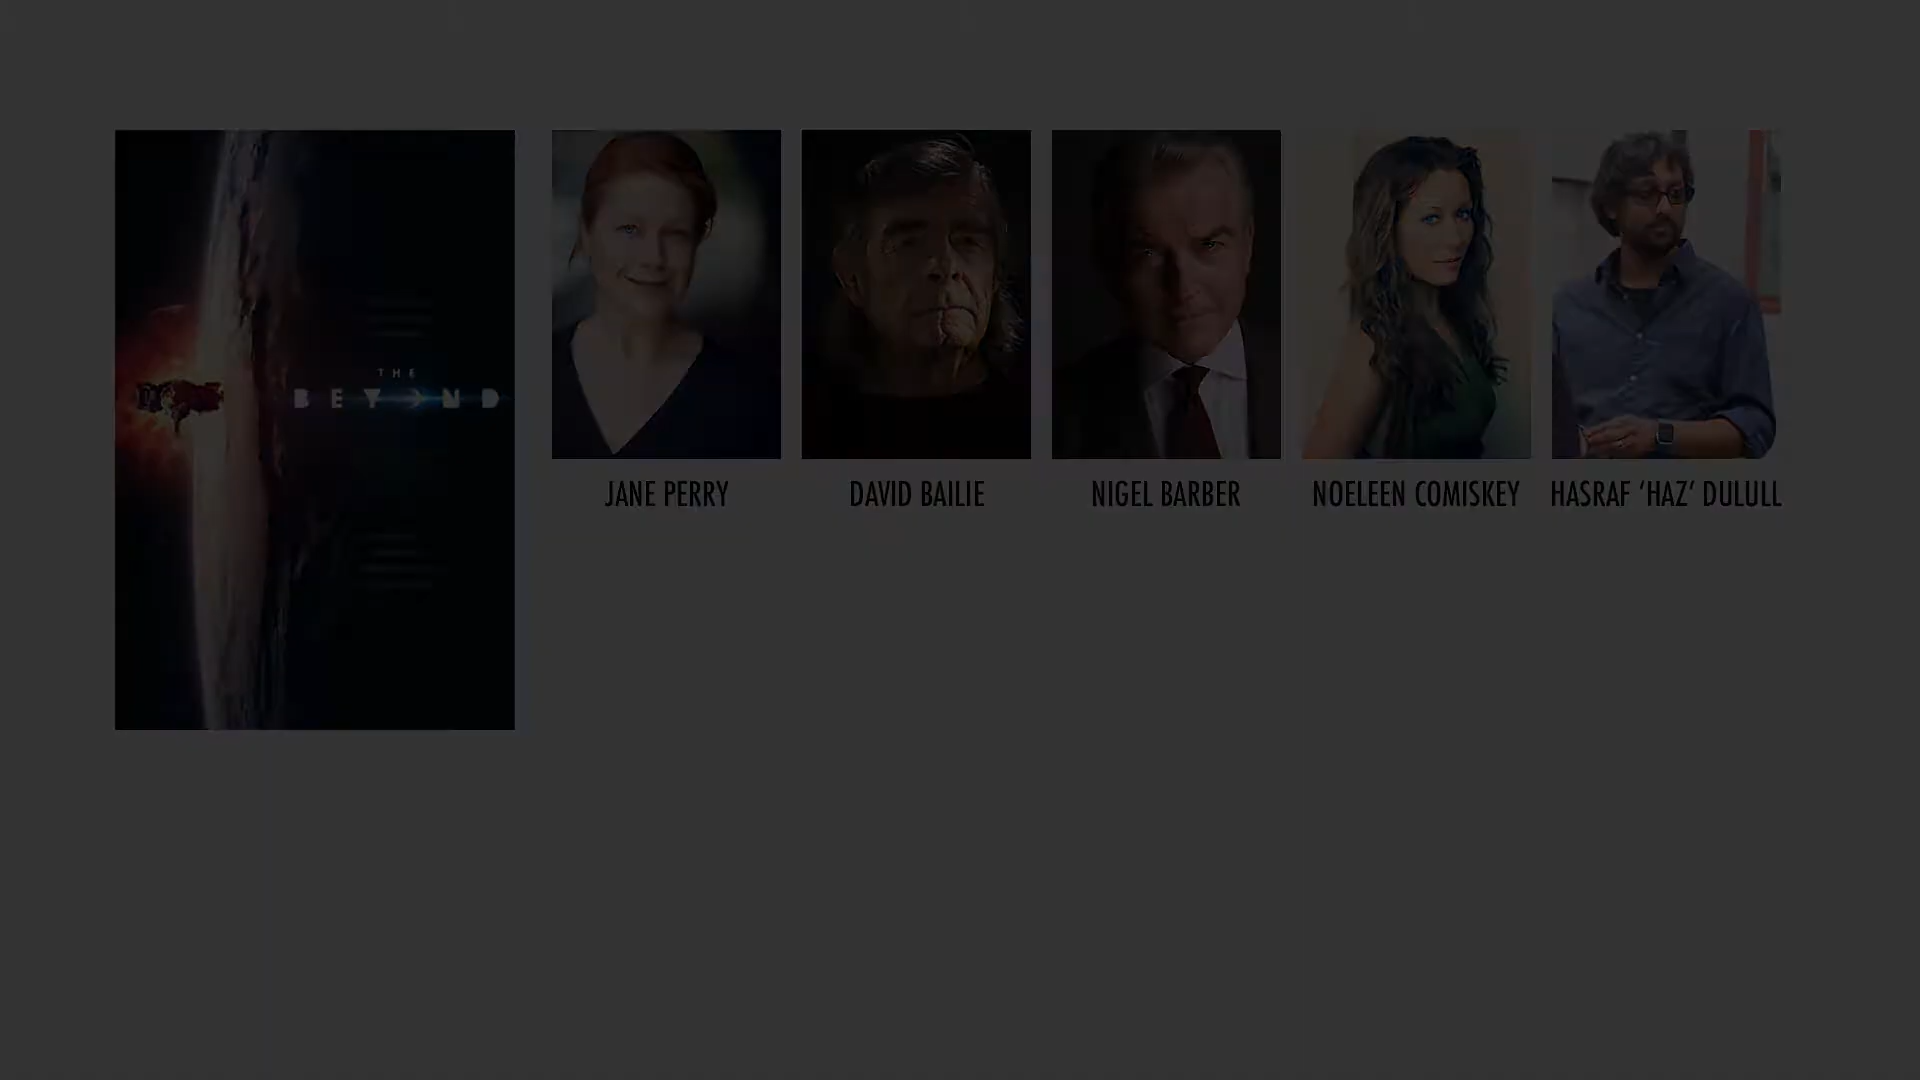 THE
BEYOND
JANE PERRY
DAVID BAILIE
NIGEL BARBER
NOELEEN COMISKEY
HASRAF ‘HAZ’ DULULL